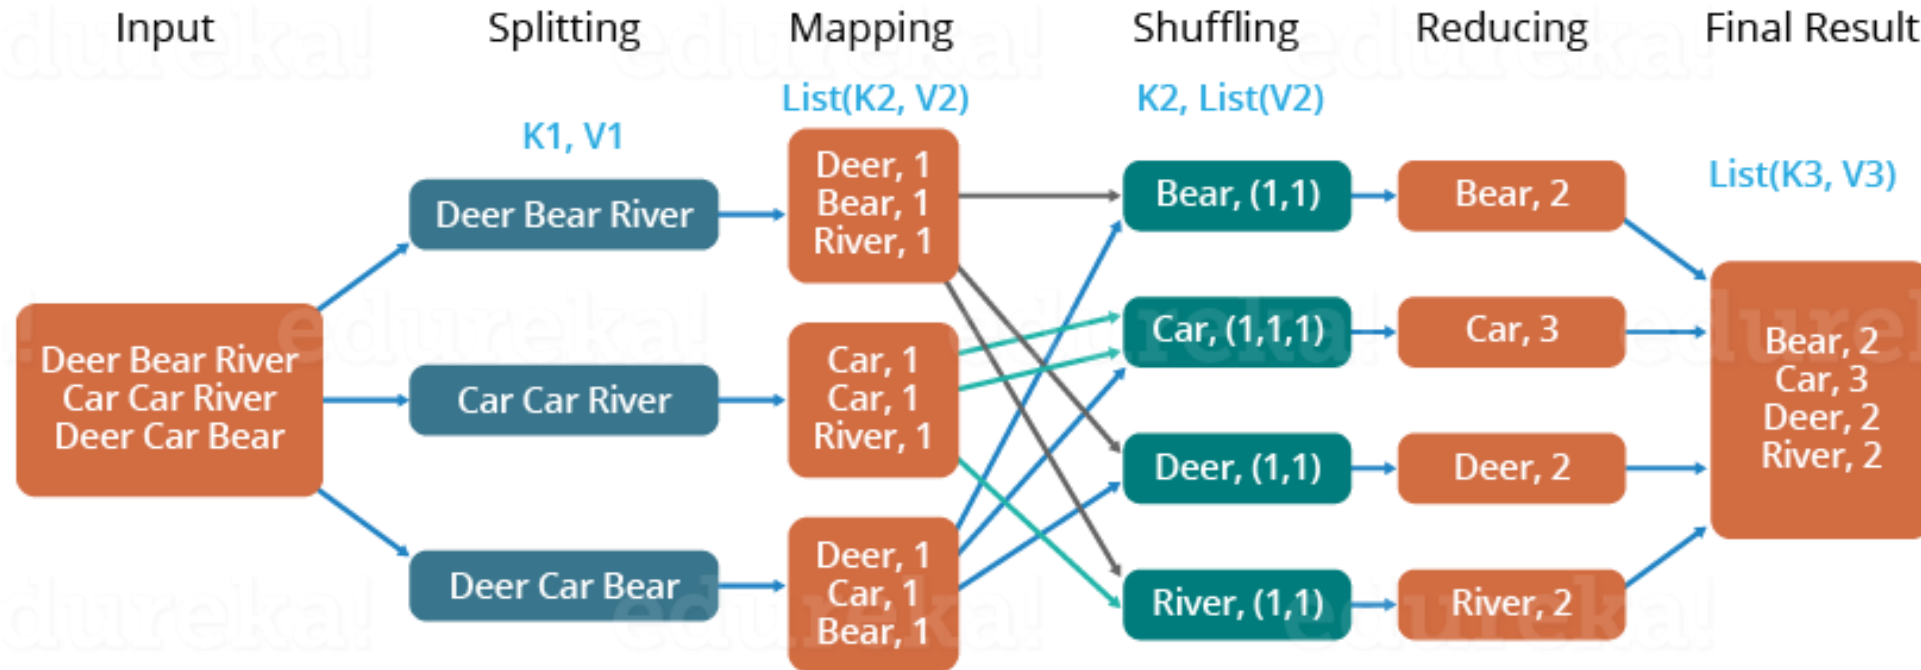 Input
Splitting
Mapping
Shuffling
Reducing
Final Result
List(K2, V2)
K2, List(V2)
K1, V1
List(K3, V3)
Deer Bear River
Car Car River
Deer Car Bear
Deer Bear River
Car Car River
Deer Car Bear
Deer, 1
Bear, 1
River, 1
Car, 1
Car, 1
River, 1
Deer, 1
Car, 1
Bear, 1
Bear, (1,1)
Car, (1,1,1)
Deer, (1,1)
River, (1,1)
Bear, 2
Car, 3
Deer, 2
River, 2
Bear, 2
Car, 3
Deer, 2
River, 2
edureka!